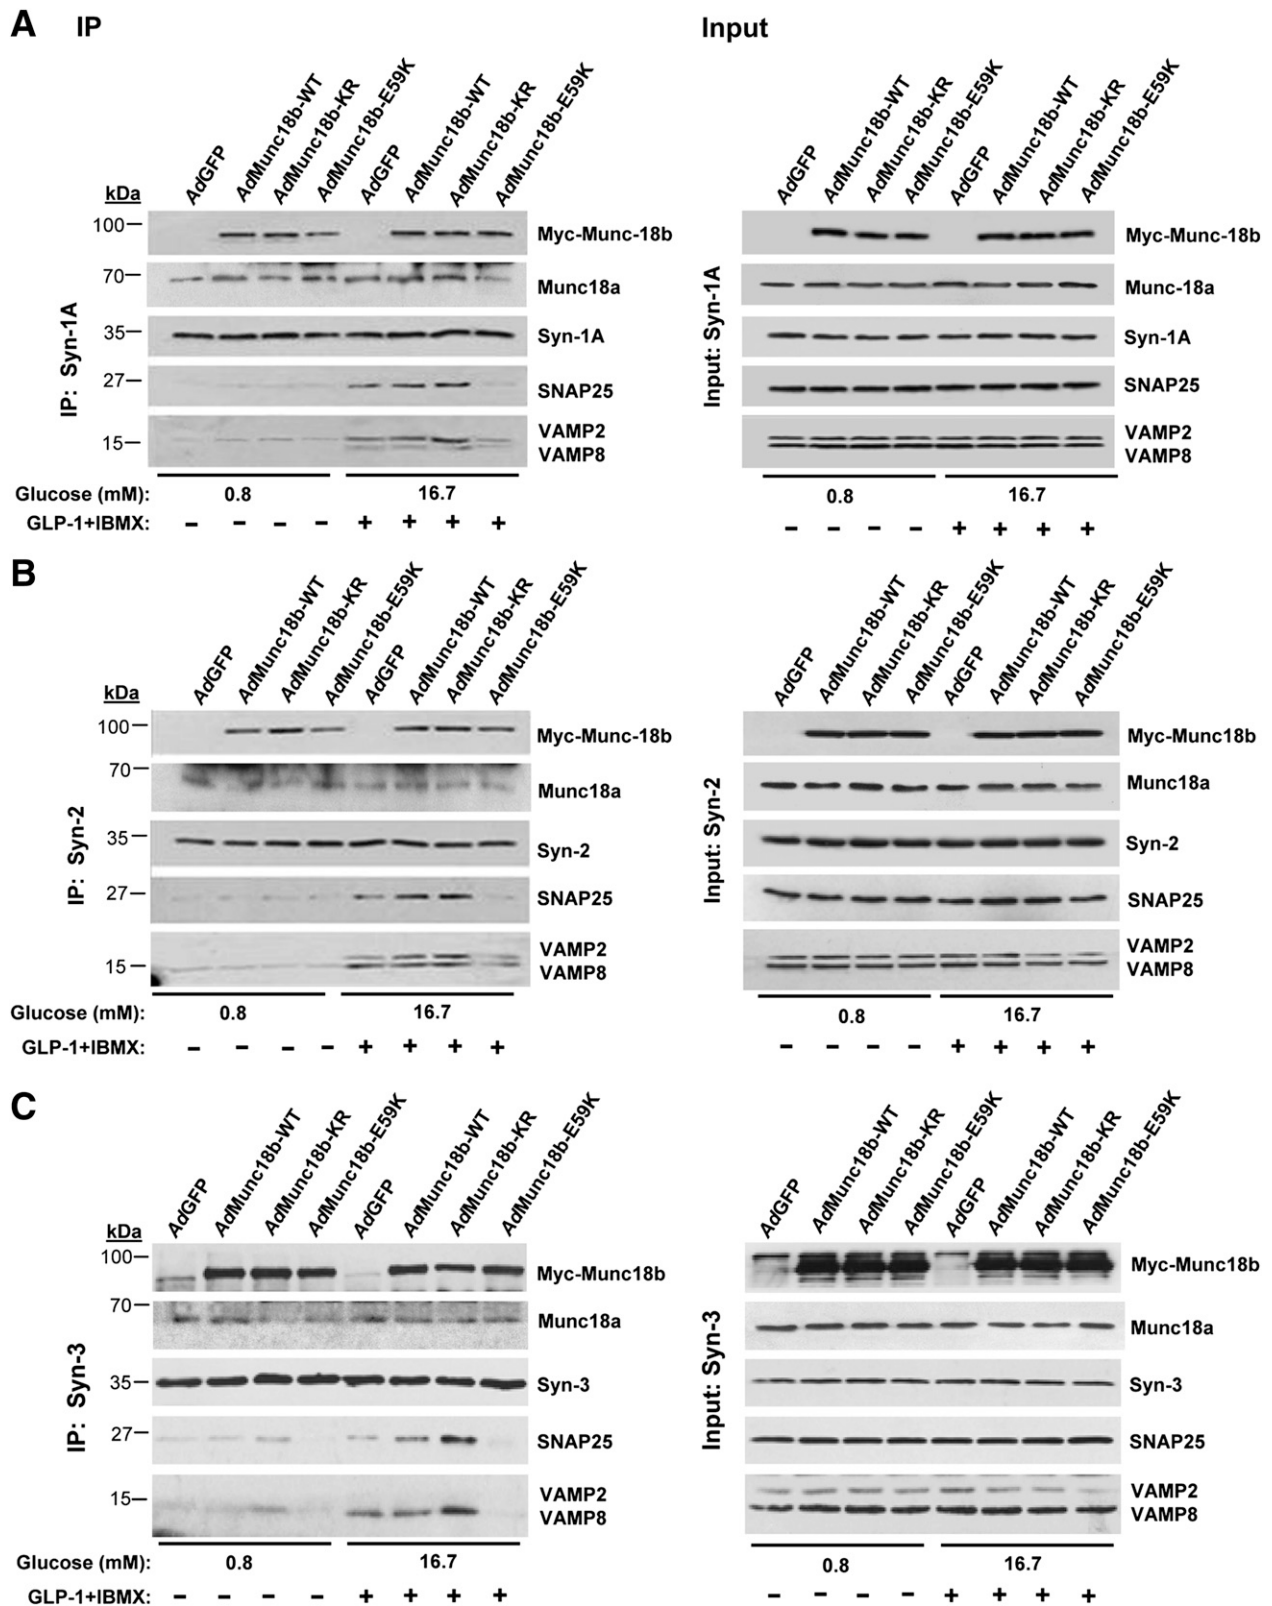 A IP Input
AdGFP AdMunc18b-WT AdMunc18b-KR AdMunc18b-E59K AdGFP AdMunc18b-WT AdMunc18b-KR AdMunc18b-E59K
kDa
100 Myc-Munc-18b
70 Munc18a
35 Syn-1A
27 SNAP25
VAMP2
15 VAMP8
IP: Syn-1A
Glucose (mM): 0.8 16.7
GLP-1+IBMX: – – – – + + + +
AdGFP AdMunc18b-WT AdMunc18b-KR AdMunc18b-E59K AdGFP AdMunc18b-WT AdMunc18b-KR AdMunc18b-E59K
Myc-Munc-18b
Munc-18a
Syn-1A
SNAP25
VAMP2
VAMP8
Input: Syn-1A
0.8 16.7
– – – – + + + +
B
AdGFP AdMunc18b-WT AdMunc18b-KR AdMunc18b-E59K AdGFP AdMunc18b-WT AdMunc18b-KR AdMunc18b-E59K
kDa
100 Myc-Munc-18b
70 Munc18a
35 Syn-2
27 SNAP25
VAMP2
15 VAMP8
IP: Syn-2
Glucose (mM): 0.8 16.7
GLP-1+IBMX: – – – – + + + +
AdGFP AdMunc18b-WT AdMunc18b-KR AdMunc18b-E59K AdGFP AdMunc18b-WT AdMunc18b-KR AdMunc18b-E59K
Myc-Munc18b
Munc18a
Syn-2
SNAP25
VAMP2
VAMP8
Input: Syn-2
0.8 16.7
– – – – + + + +
C
AdGFP AdMunc18b-WT AdMunc18b-KR AdMunc18b-E59K AdGFP AdMunc18b-WT AdMunc18b-KR AdMunc18b-E59K
kDa
100 Myc-Munc18b
70 Munc18a
35 Syn-3
27 SNAP25
15 VAMP2
VAMP8
IP: Syn-3
Glucose (mM): 0.8 16.7
GLP-1+IBMX: – – – – + + + +
AdGFP AdMunc18b-WT AdMunc18b-KR AdMunc18b-E59K AdGFP AdMunc18b-WT AdMunc18b-KR AdMunc18b-E59K
Myc-Munc18b
Munc18a
Syn-3
SNAP25
VAMP2
VAMP8
Input: Syn-3
0.8 16.7
– – – – + + + +